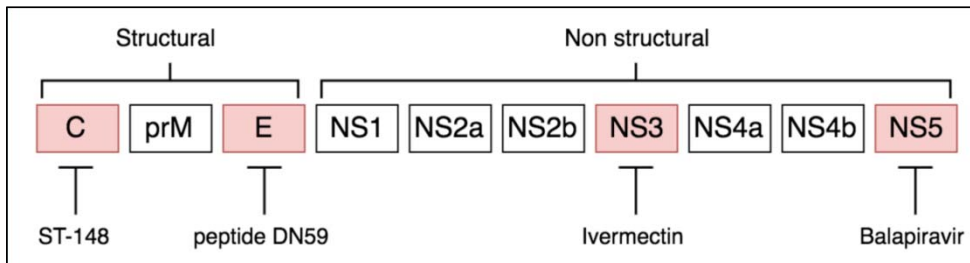 Structural Non structural
C prM E NS1 NS2a NS2b NS3 NS4a NS4b NS5
ST-148 peptide DN59 Ivermectin Balapiravir